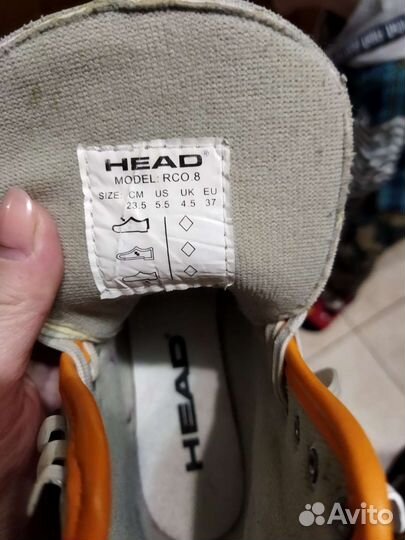 HEAD®
MODEL: RCO 8
SIZE: CM US UK EU
23.5 5.5 4.5 37
HEAD
Avito